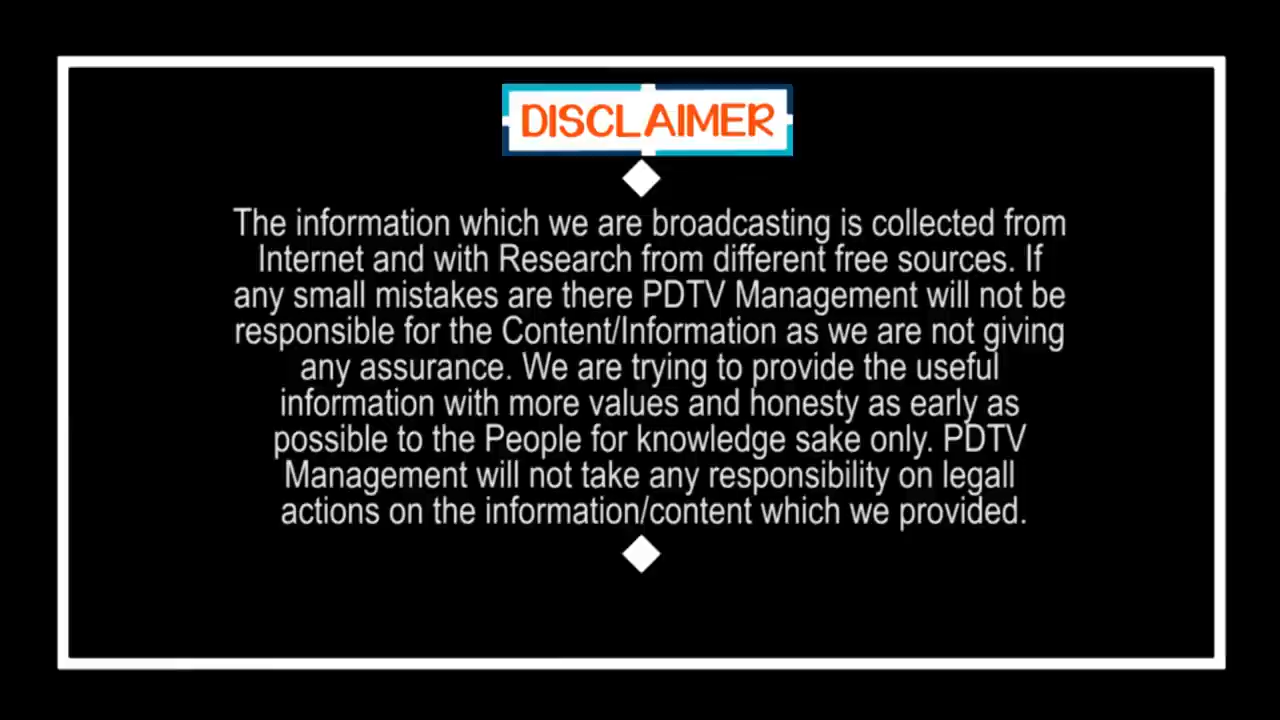 DISCLAIMER
The information which we are broadcasting is collected from
Internet and with Research from different free sources. If
any small mistakes are there PDTV Management will not be
responsible for the Content/Information as we are not giving
any assurance. We are trying to provide the useful
information with more values and honesty as early as
possible to the People for knowledge sake only. PDTV
Management will not take any responsibility on legall
actions on the information/content which we provided.